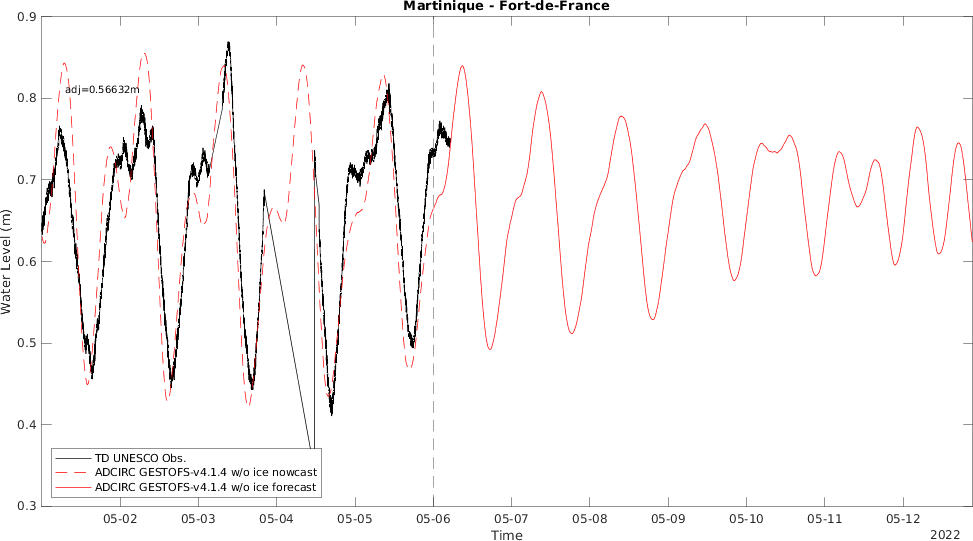 Martinique - Fort-de-France
0.9
adj=0.56632m
0.8
0.7
0.6
0.5
0.4
0.3
Water Level (m)
TD UNESCO Obs.
ADCIRC GESTOFS-v4.1.4 w/o ice nowcast
ADCIRC GESTOFS-v4.1.4 w/o ice forecast
05-02 05-03 05-04 05-05 05-06 05-07 05-08 05-09 05-10 05-11 05-12
Time
2022